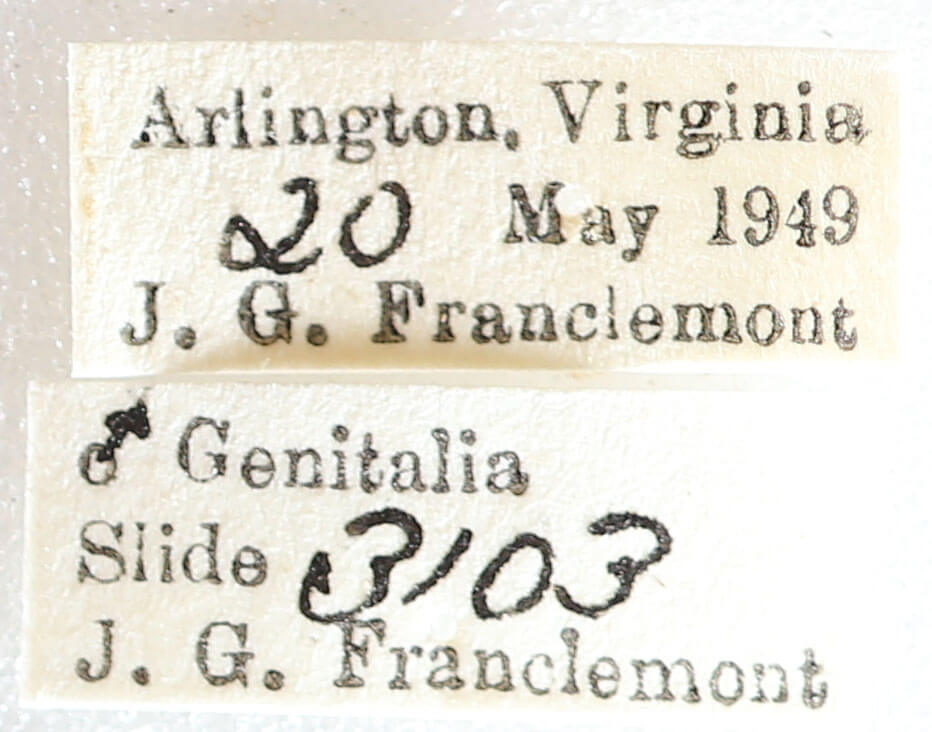 Arlington, Virginia
20 May 1949
J. G. Franclemont
♂ Genitalia
Slide 3103
J. G. Franclemont